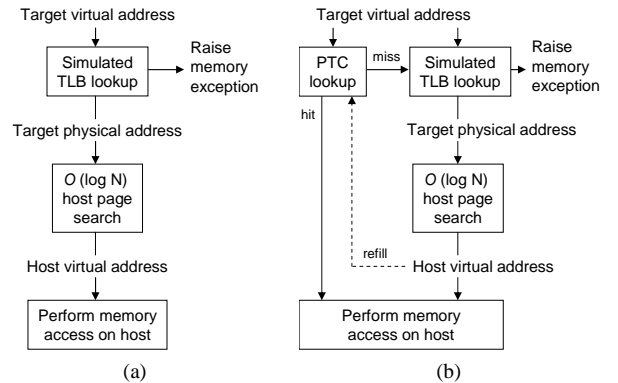 Target virtual address
Simulated
TLB lookup
Raise
memory
exception
Target physical address
O (log N)
host page
search
Host virtual address
Perform memory
access on host
(a)
Target virtual address
PTC
lookup
miss
Simulated
TLB lookup
Raise
memory
exception
hit
Target physical address
O (log N)
host page
search
refill
Host virtual address
Perform memory
access on host
(b)